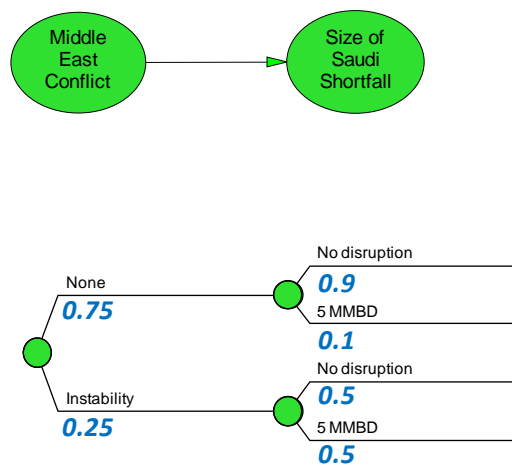 Middle
East
Conflict
Size of
Saudi
Shortfall
No disruption
None
0.9
0.75
5 MMBD
0.1
No disruption
Instability
0.5
0.25
5 MMBD
0.5